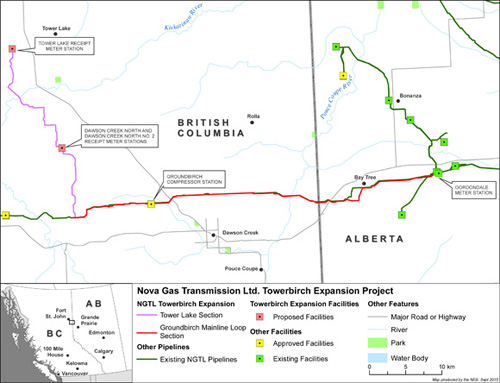 Tower Lake
Kiskatinaw River
TOWER LAKE RECEIPT
METER STATION
Pouce Coupe River
Bonanza
BRITISH
COLUMBIA
Rolla
DAWSON CREEK NORTH AND
DAWSON CREEK NORTH NO. 2
RECEIPT METER STATIONS
GROUNDBIRCH
COMPRESSOR STATION
Bay Tree
GORDONDALE
METER STATION
Dawson Creek
ALBERTA
Pouce Coupe
Nova Gas Transmission Ltd. Towerbirch Expansion Project
NGTL Towerbirch Expansion
Tower Lake Section
Groundbirch Mainline Loop
Section
Other Pipelines
Existing NGTL Pipelines
Towerbirch Expansion Facilities
Proposed Facilities
Other Facilities
Approved Facilities
Existing Facilities
Other Features
Major Road or Highway
River
Park
Water Body
0 10 km
Map produced by the NEB, Sept 2015
AB
BC
Fort
St. John
Grande
Prairie
Edmonton
100 Mile
House
Calgary
Kelowna
Vancouver